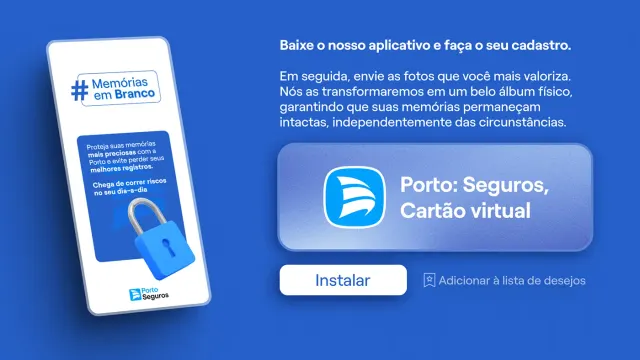 # Memórias
em Branco
Proteja suas memórias
mais preciosas com a
Porto e evite perder seus
melhores registros.
Chega de correr riscos
no seu dia-a-dia
Porto
Seguros
Baixe o nosso aplicativo e faça o seu cadastro.
Em seguida, envie as fotos que você mais valoriza.
Nós as transformaremos em um belo álbum físico,
garantindo que suas memórias permaneçam
intactas, independentemente das circunstâncias.
Porto: Seguros,
Cartão virtual
Instalar
Adicionar à lista de desejos